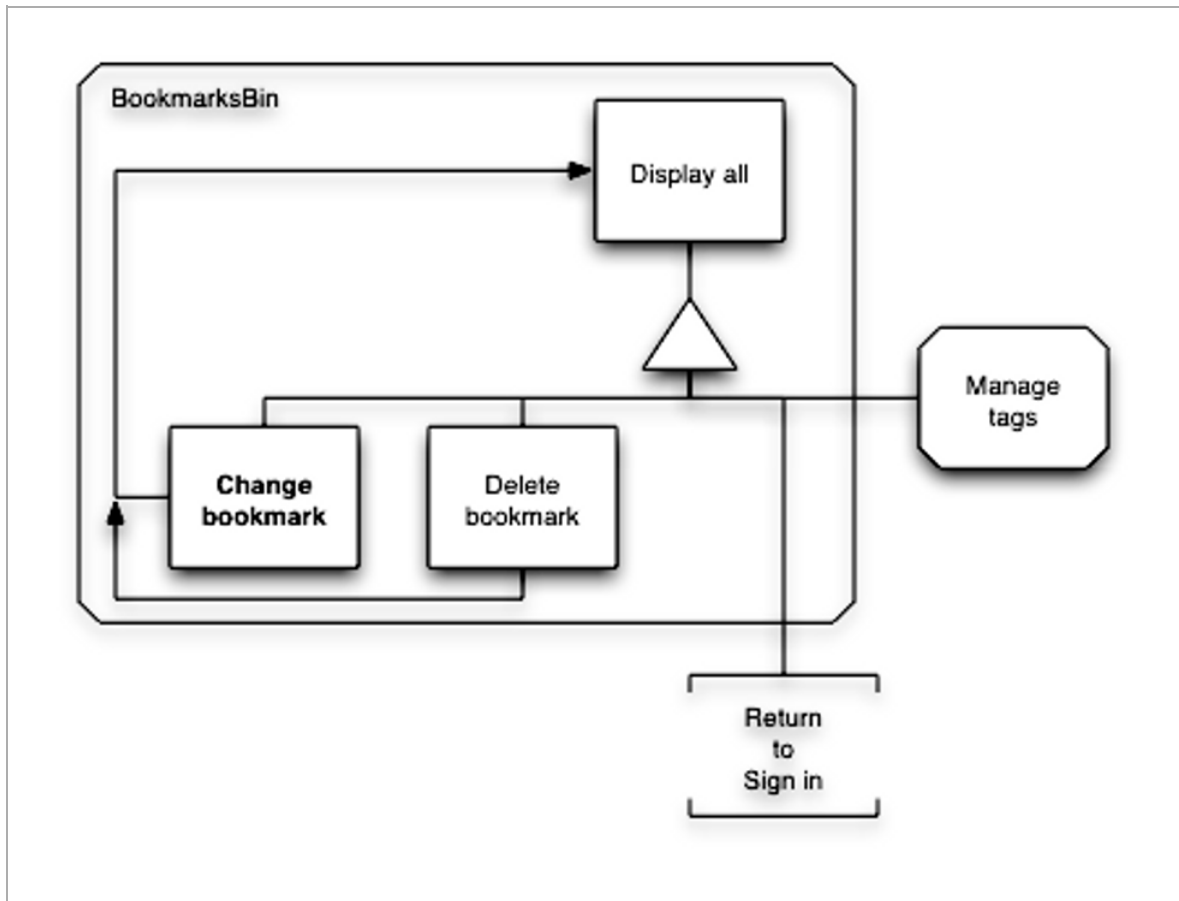 BookmarksBin
Display all
Manage
tags
Change
bookmark
Delete
bookmark
Return
to
Sign in